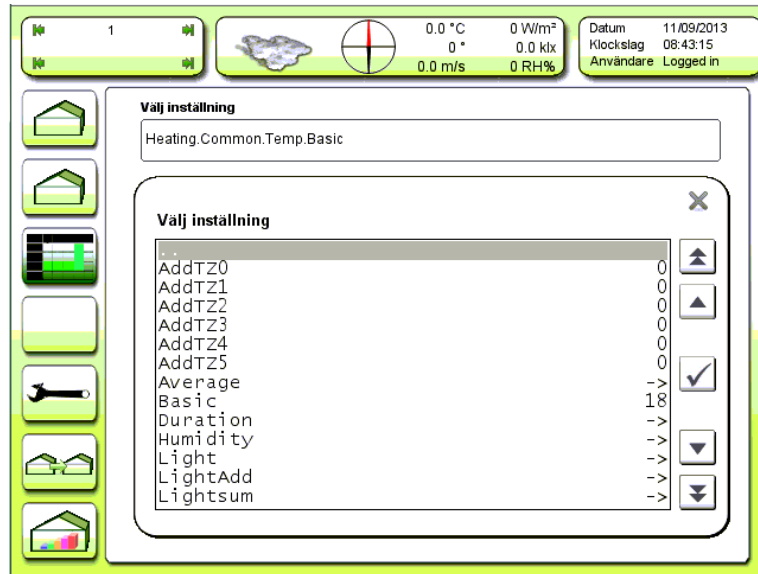 1
0.0 °C 0 W/m²
0 ° 0.0 klx
0.0 m/s 0 RH%
Datum 11/09/2013
Klockslag 08:43:15
Användare Logged in
Välj inställning
Heating.Common.Temp.Basic
Välj inställning
..
AddTZ0 0
AddTZ1 0
AddTZ2 0
AddTZ3 0
AddTZ4 0
AddTZ5 0
Average ->
Basic 18
Duration ->
Humidity ->
Light ->
LightAdd ->
Lightsum ->